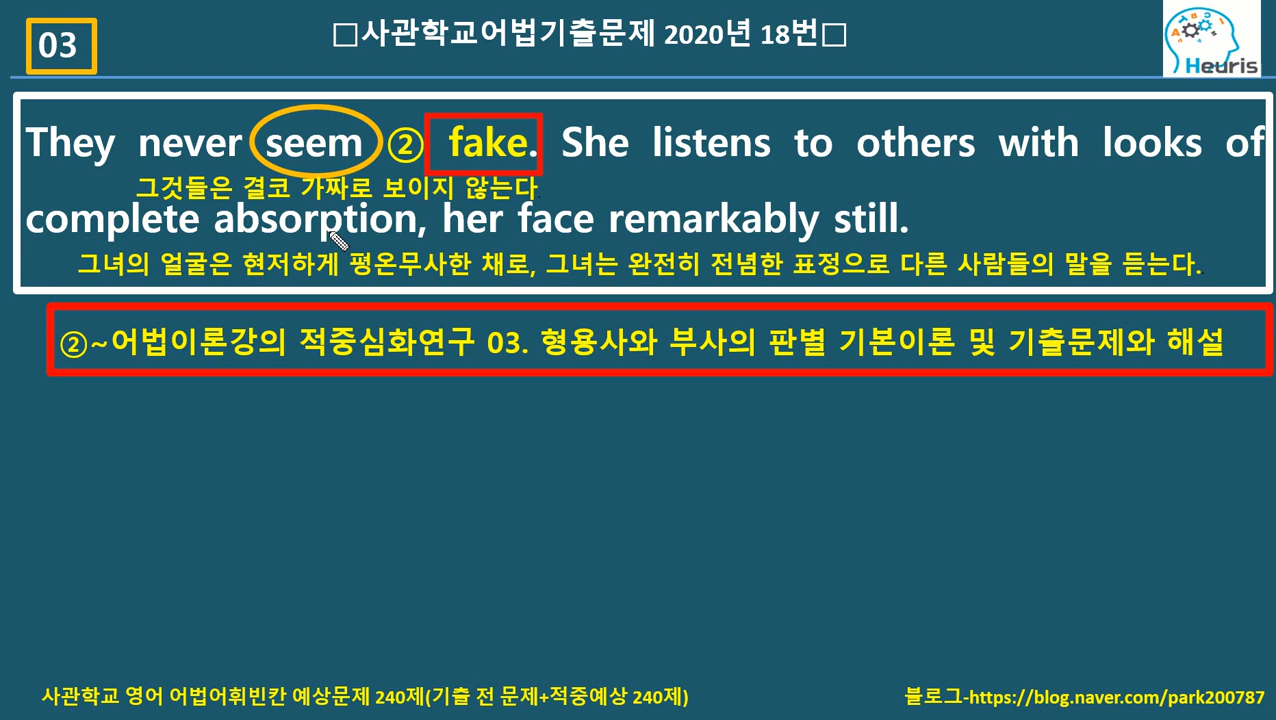 03
□사관학교어법기출문제 2020년 18번□
Heuris
They never seem ② fake. She listens to others with looks of
그것들은 결코 가짜로 보이지 않는다.
complete absorption, her face remarkably still.
그녀의 얼굴은 현저하게 평온무사한 채로, 그녀는 완전히 전념한 표정으로 다른 사람들의 말을 듣는다.
②~어법이론강의 적중심화연구 03. 형용사와 부사의 판별 기본이론 및 기출문제와 해설
사관학교 영어 어법어휘빈칸 예상문제 240제(기출 전 문제+적중예상 240제)
블로그-https://blog.naver.com/park200787